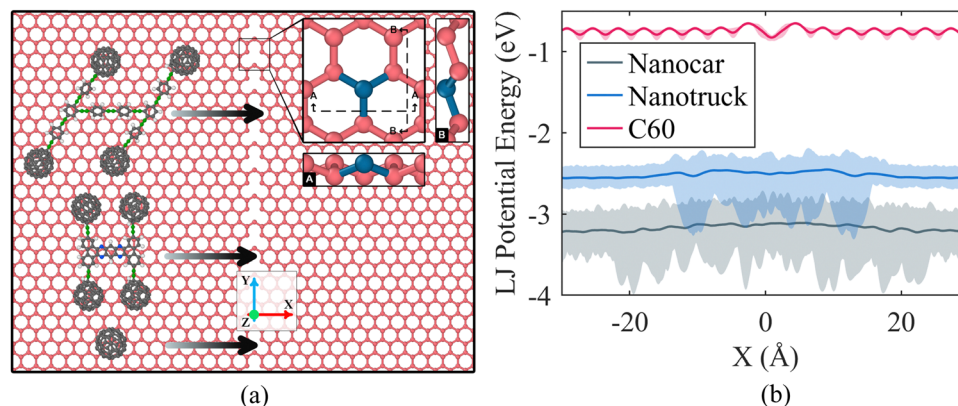 B
A
A
B
B
A
Y
X
Z
(a)
LJ Potential Energy (eV)
-1
-2
-3
-4
Nanocar
Nanotruck
C60
-20
0
20
X (Å)
(b)